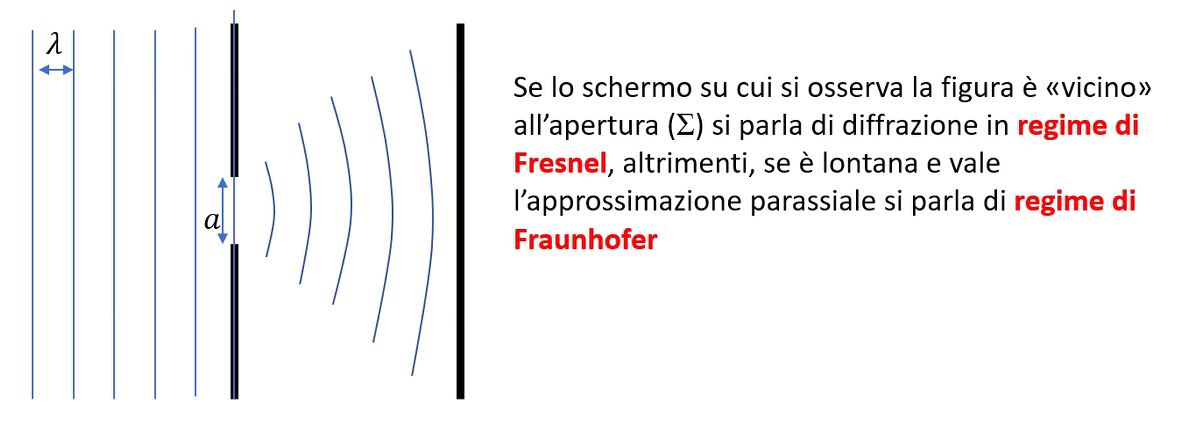 λ
a
Se lo schermo su cui si osserva la figura è «vicino»
all’apertura (Σ) si parla di diffrazione in regime di
Fresnel, altrimenti, se è lontana e vale
l’approssimazione parassiale si parla di regime di
Fraunhofer